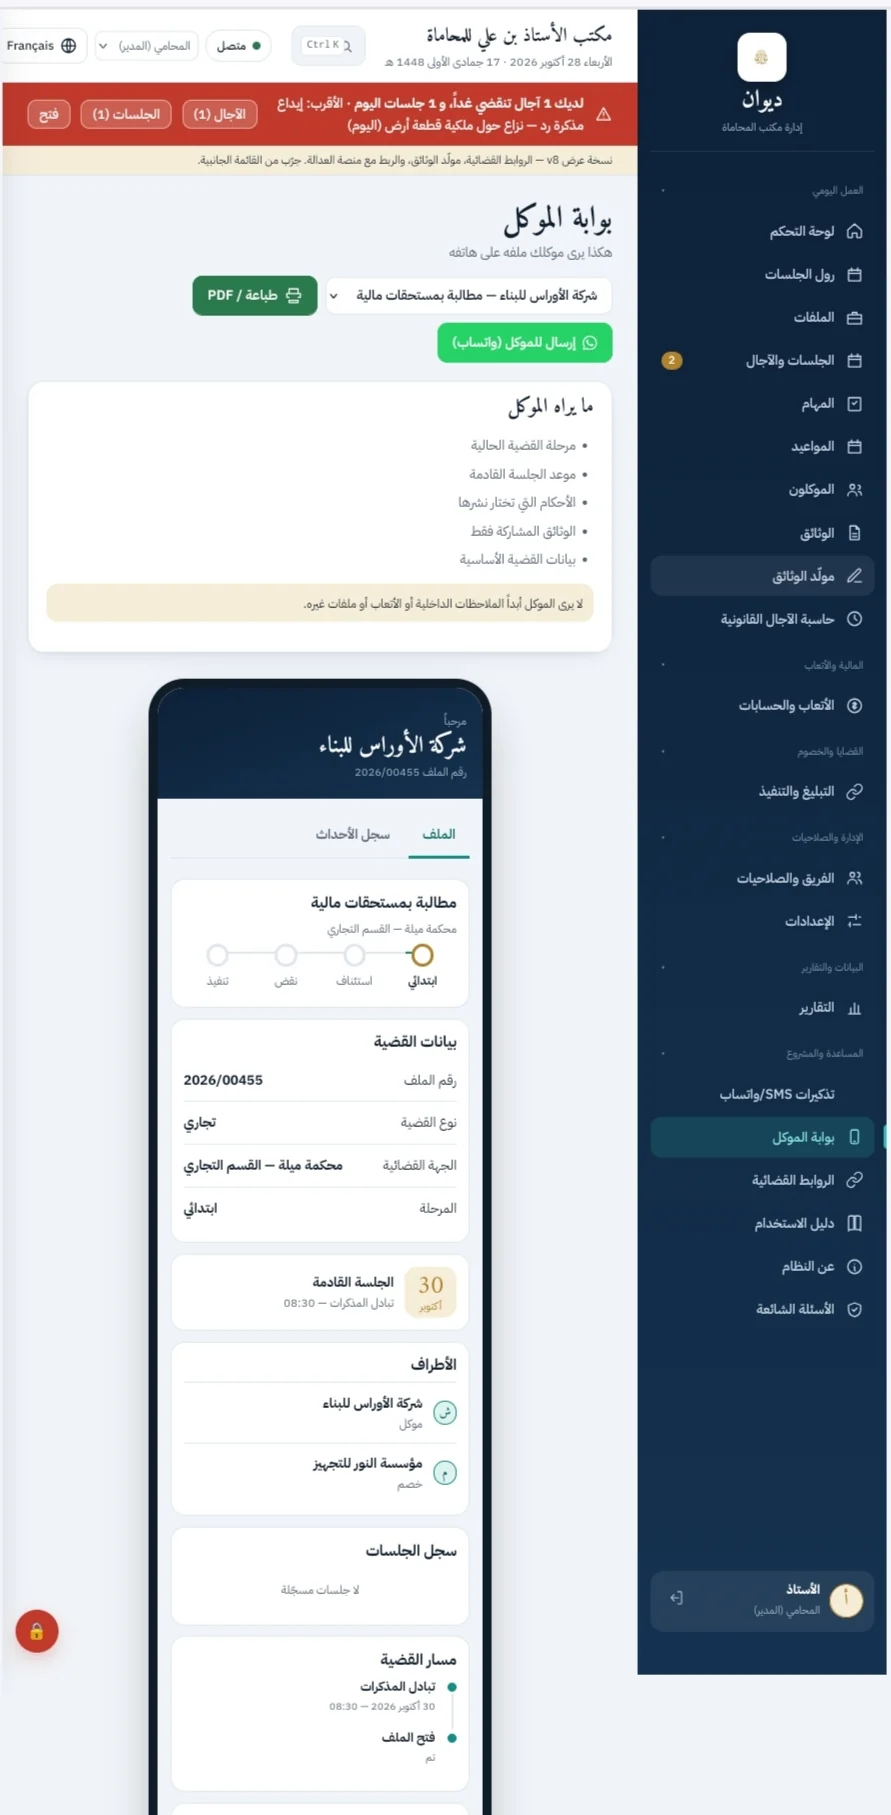 ديوان
إدارة مكتب المحاماة
العمل اليومي
لوحة التحكم
رول الجلسات
الملفات
الجلسات والآجال 2
المهام
المواعيد
الموكلون
الوثائق
مولّد الوثائق
حاسبة الآجال القانونية
المالية والأتعاب
الأتعاب والحسابات
القضايا والخصوم
التبليغ والتنفيذ
الإدارة والصلاحيات
الفريق والصلاحيات
الإعدادات
البيانات والتقارير
التقارير
المساعدة والمشروع
تذكيرات SMS/واتساب
بوابة الموكل
الروابط القضائية
دليل الاستخدام
عن النظام
الأسئلة الشائعة
أ
الأستاذ
المحامي (المدير)
مكتب الأستاذ بن علي للمحاماة
الأربعاء 28 أكتوبر 2026 · 17 جمادى الأولى 1448 هـ
Ctrl K
متصل
المحامي (المدير)
Français
لديك 1 آجال تنقضي غداً، و 1 جلسات اليوم · الأقرب: إيداع
مذكرة رد — نزاع حول ملكية قطعة أرض (اليوم)
الآجال (1)
الجلسات (1)
فتح
نسخة عرض v8 — الروابط القضائية، مولّد الوثائق، والربط مع منصة العدالة. جرّب من القائمة الجانبية.
بوابة الموكل
هكذا يرى موكلك ملفه على هاتفه
شركة الأوراس للبناء — مطالبة بمستحقات مالية
طباعة / PDF
إرسال للموكل (واتساب)
ما يراه الموكل
• مرحلة القضية الحالية
• موعد الجلسة القادمة
• الأحكام التي تختار نشرها
• الوثائق المشاركة فقط
• بيانات القضية الأساسية
لا يرى الموكل أبداً الملاحظات الداخلية أو الأتعاب أو ملفات غيره.
مرحباً
شركة الأوراس للبناء
رقم الملف 2026/00455
الملف
سجل الأحداث
مطالبة بمستحقات مالية
محكمة ميلة — القسم التجاري
ابتدائي
استئناف
نقض
تنفيذ
بيانات القضية
رقم الملف 2026/00455
نوع القضية تجاري
الجهة القضائية محكمة ميلة — القسم التجاري
المرحلة ابتدائي
30
أكتوبر
الجلسة القادمة
تبادل المذكرات — 08:30
الأطراف
ش
شركة الأوراس للبناء
موكل
م
مؤسسة النور للتجهيز
خصم
سجل الجلسات
لا جلسات مسجّلة
مسار القضية
تبادل المذكرات
30 أكتوبر 2026 — 08:30
فتح الملف
تم